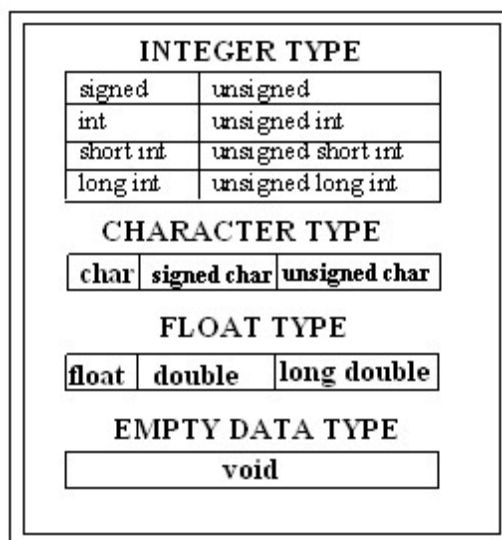 INTEGER TYPE
signed unsigned
int unsigned int
short int unsigned short int
long int unsigned long int
CHARACTER TYPE
char signed char unsigned char
FLOAT TYPE
float double long double
EMPTY DATA TYPE
void